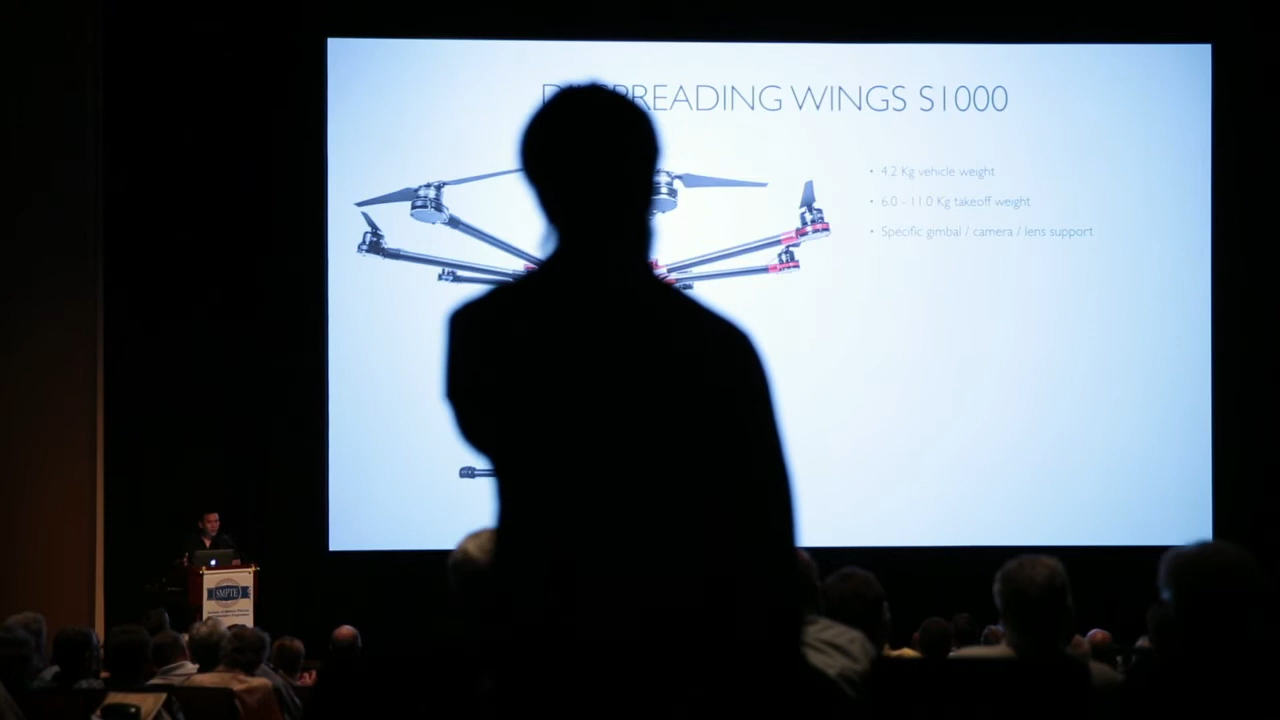 READING WINGS S1000
• 4.2 Kg vehicle weight
• 6.0 - 11.0 Kg takeoff weight
• Specific gimbal / camera / lens support
SMPTE